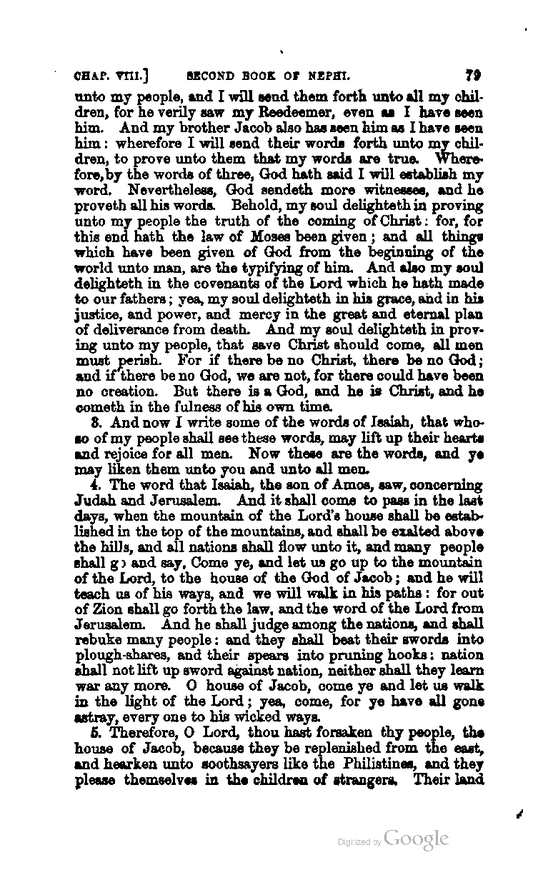 CHAP. VIII.] SECOND BOOK OF NEPHI. 79
unto my people, and I will send them forth unto all my chil-
dren, for he verily saw my Reedeemer, even as I have seen
him. And my brother Jacob also has seen him as I have seen
him: wherefore I will send their words forth unto my chil-
dren, to prove unto them that my words are true. Where-
fore, by the words of three, God hath said I will establish my
word. Nevertheless, God sendeth more witnesses, and he
proveth all his words. Behold, my soul delighteth in proving
unto my people the truth of the coming of Christ: for, for
this end hath the law of Moses been given; and all things
which have been given of God from the beginning of the
world unto man, are the typifying of him. And also my soul
delighteth in the covenants of the Lord which he hath made
to our fathers; yea, my soul delighteth in his grace, and in his
justice, and power, and mercy in the great and eternal plan
of deliverance from death. And my soul delighteth in prov-
ing unto my people, that save Christ should come, all men
must perish. For if there be no Christ, there be no God;
and if there be no God, we are not, for there could have been
no creation. But there is a God, and he is Christ, and he
cometh in the fulness of his own time.
3. And now I write some of the words of Isaiah, that who-
so of my people shall see these words, may lift up their hearts
and rejoice for all men. Now these are the words, and ye
may liken them unto you and unto all men.
4. The word that Isaiah, the son of Amos, saw, concerning
Judah and Jerusalem. And it shall come to pass in the last
days, when the mountain of the Lord's house shall be estab-
lished in the top of the mountains, and shall be exalted above
the hills, and all nations shall flow unto it, and many people
shall go and say, Come ye, and let us go up to the mountain
of the Lord, to the house of the God of Jacob; and he will
teach us of his ways, and we will walk in his paths: for out
of Zion shall go forth the law, and the word of the Lord from
Jerusalem. And he shall judge among the nations, and shall
rebuke many people: and they shall beat their swords into
plough-shares, and their spears into pruning hooks: nation
shall not lift up sword against nation, neither shall they learn
war any more. O house of Jacob, come ye and let us walk
in the light of the Lord; yea, come, for ye have all gone
astray, every one to his wicked ways.
5. Therefore, O Lord, thou hast forsaken thy people, the
house of Jacob, because they be replenished from the east,
and hearken unto soothsayers like the Philistines, and they
please themselves in the children of strangers. Their land
Digitized by Google